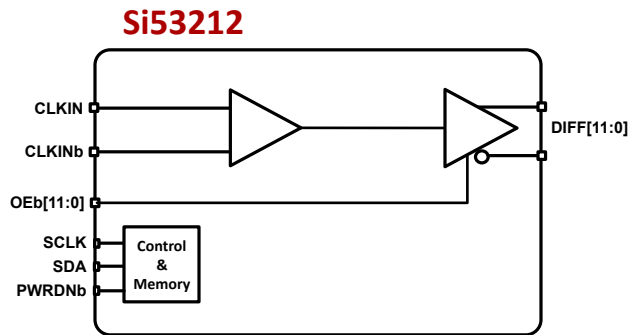 Si53212
CLKIN
CLKINb
DIFF[11:0]
OEb[11:0]
SCLK
SDA
PWRDNb
Control
&
Memory